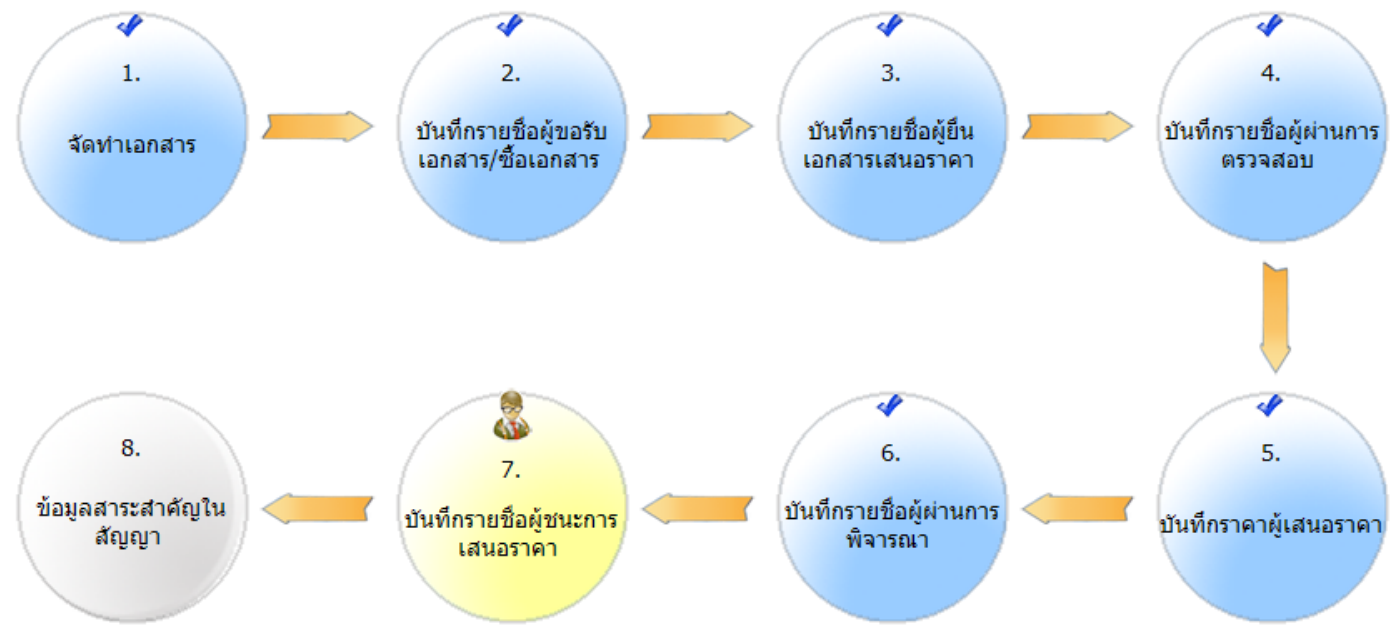 1.
จัดทำเอกสาร
2.
บันทึกรายชื่อผู้ขอรับ
เอกสาร/ซื้อเอกสาร
3.
บันทึกรายชื่อผู้ยื่น
เอกสารเสนอราคา
4.
บันทึกรายชื่อผู้ผ่านการ
ตรวจสอบ
5.
บันทึกราคาผู้เสนอราคา
6.
บันทึกรายชื่อผู้ผ่านการ
พิจารณา
7.
บันทึกรายชื่อผู้ชนะการ
เสนอราคา
8.
ข้อมูลสาระสำคัญใน
สัญญา